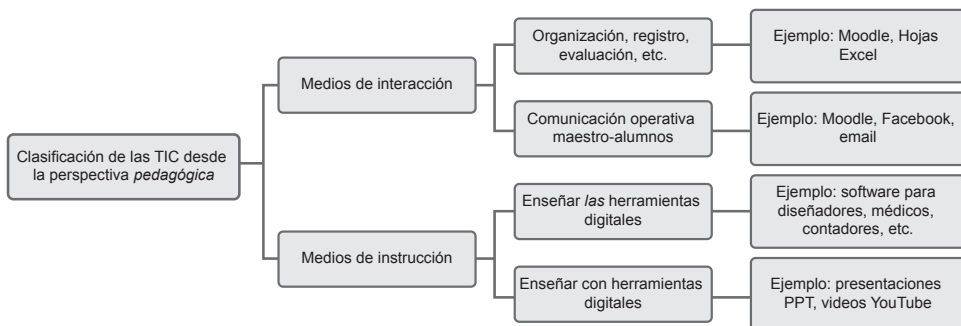 Clasificación de las TIC desde
la perspectiva pedagógica
Medios de interacción
Organización, registro,
evaluación, etc.
Ejemplo: Moodle, Hojas
Excel
Comunicación operativa
maestro-alumnos
Ejemplo: Moodle, Facebook,
email
Medios de instrucción
Enseñar las herramientas
digitales
Ejemplo: software para
diseñadores, médicos,
contadores, etc.
Enseñar con herramientas
digitales
Ejemplo: presentaciones
PPT, videos YouTube